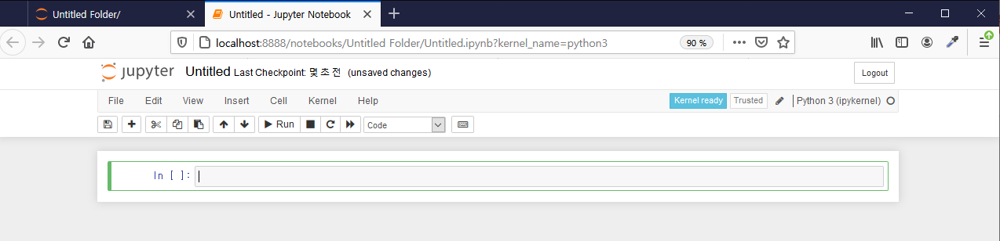 Untitled Folder/ Untitled - Jupyter Notebook
localhost:8888/notebooks/Untitled Folder/Untitled.ipynb?kernel_name=python3 90 %
jupyter Untitled Last Checkpoint: 몇 초 전 (unsaved changes) Logout
File Edit View Insert Cell Kernel Help Kernel ready Trusted Python 3 (ipykernel)
Run Code
In [ ]: